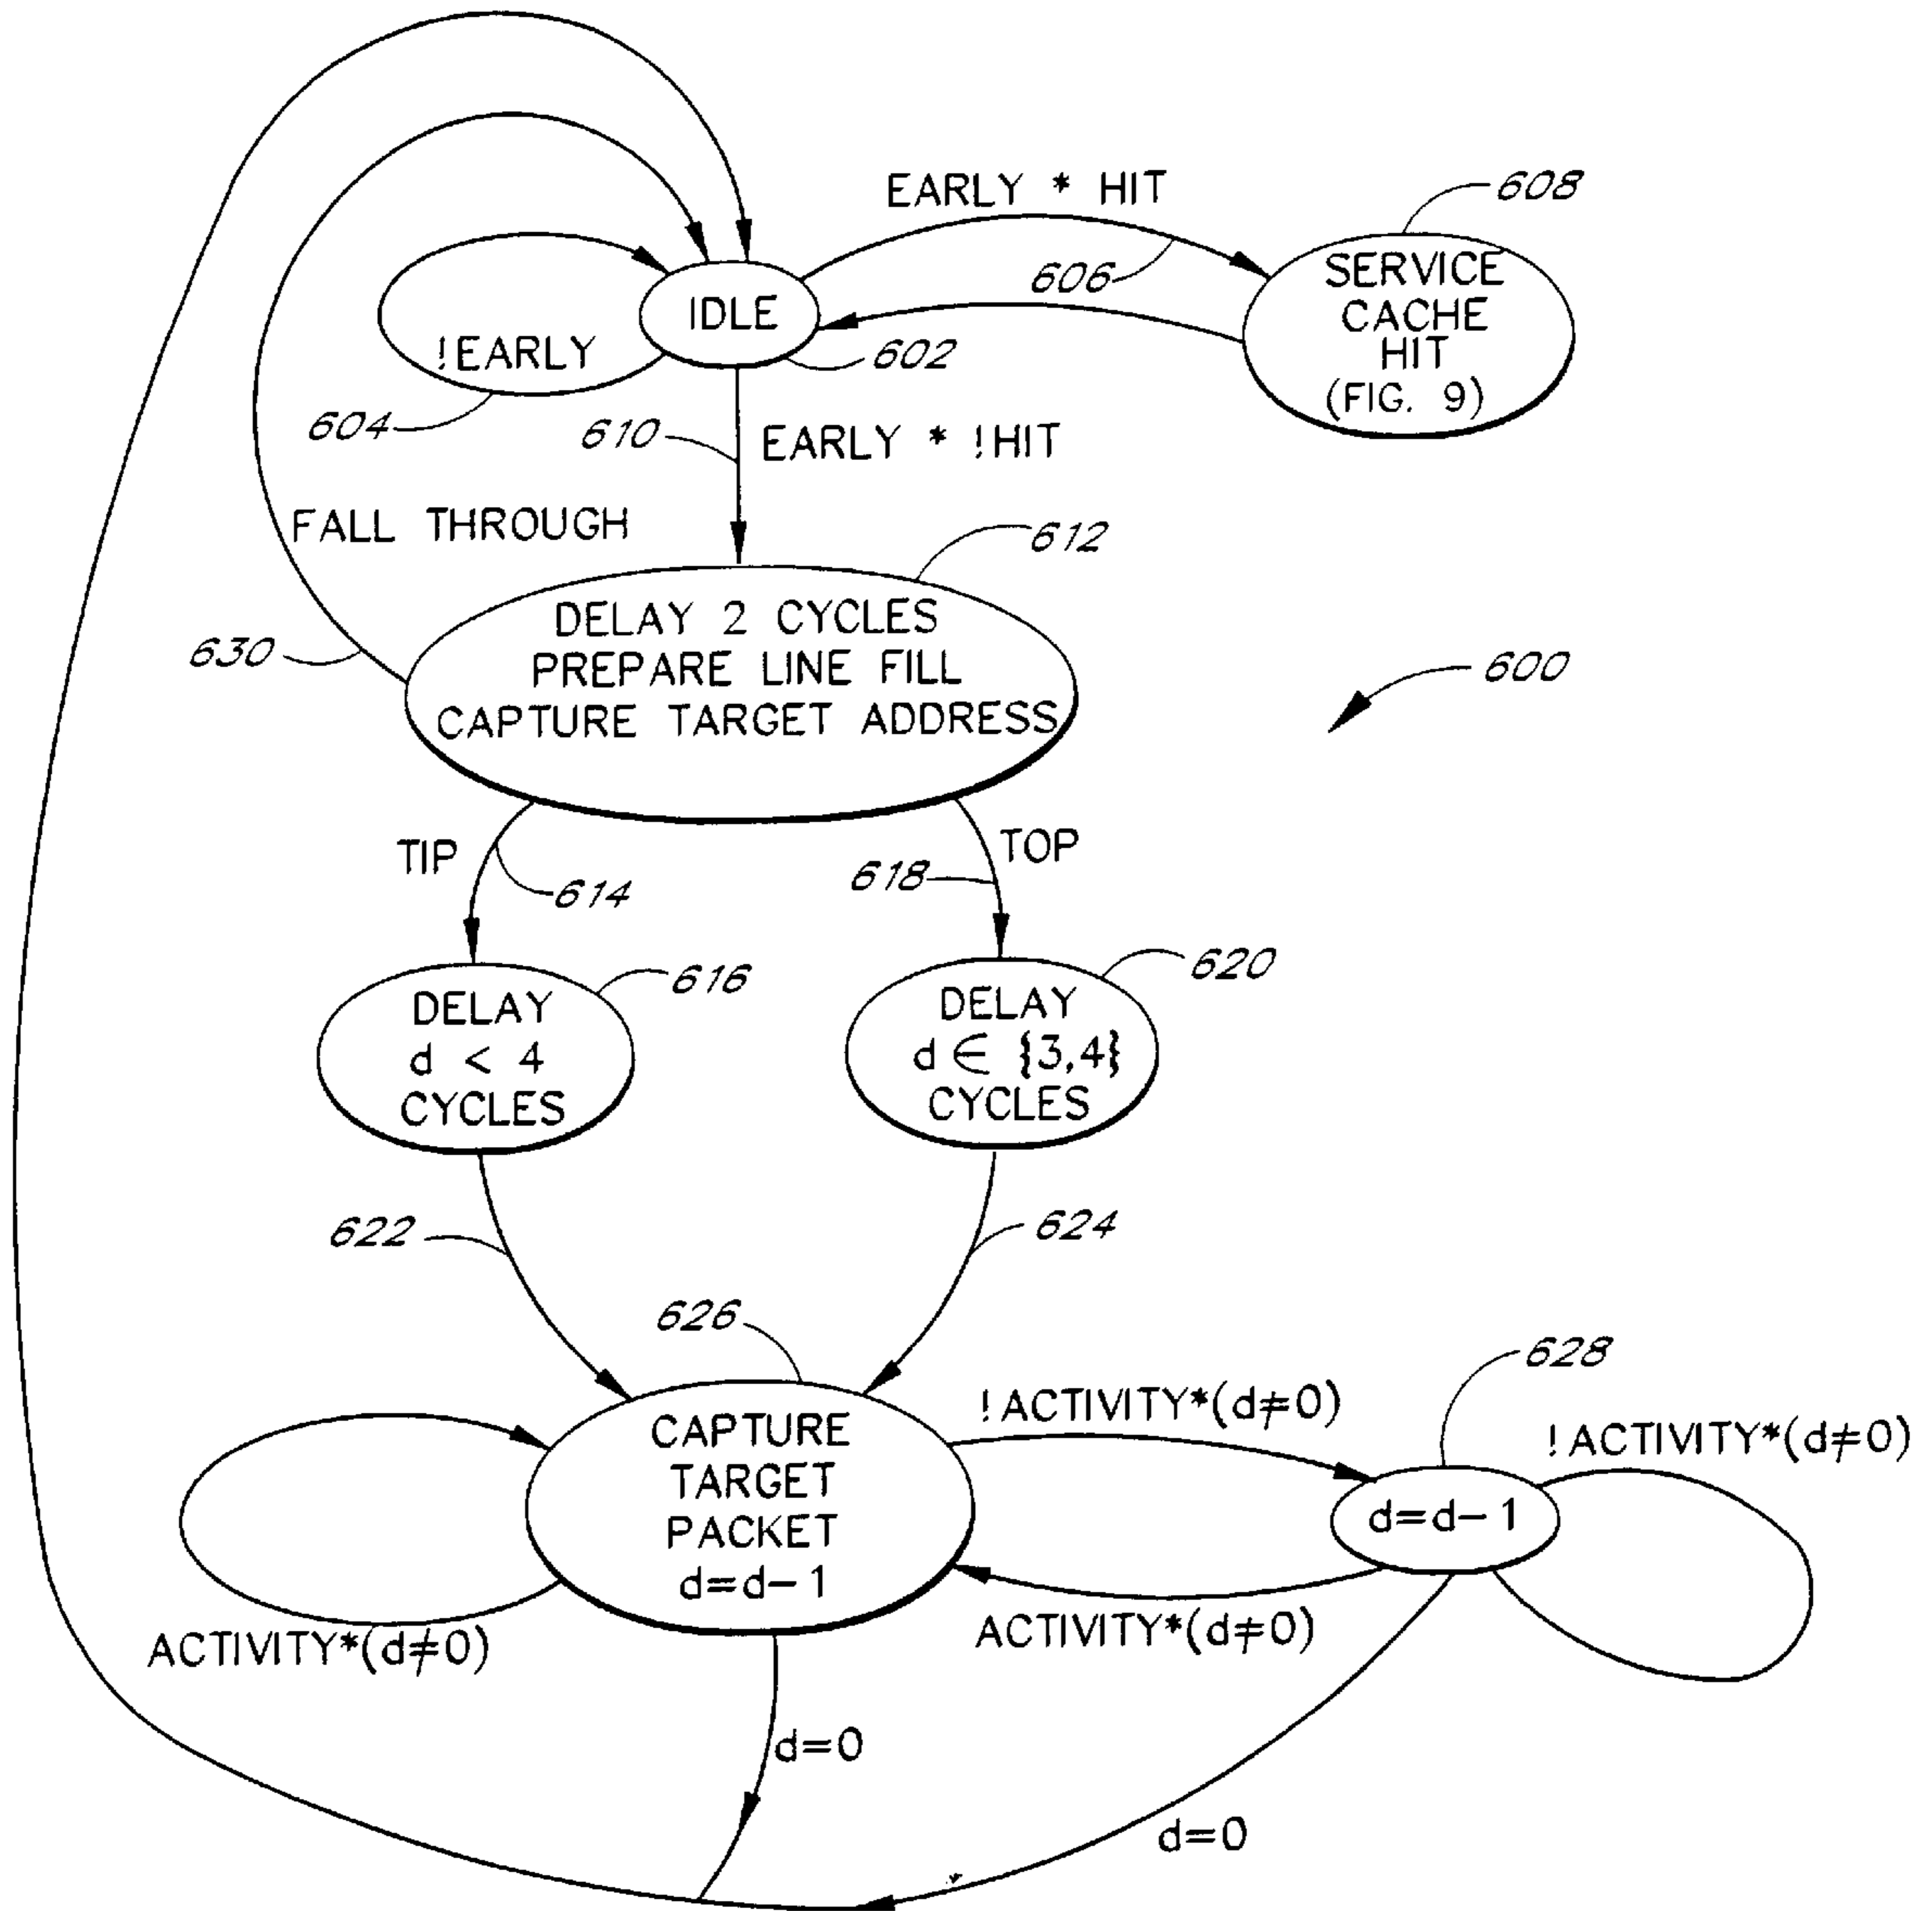 EARLY * HIT
608
606
SERVICE
CACHE
HIT
(FIG. 9)
IDLE
!EARLY
602
604
610
EARLY * !HIT
FALL THROUGH
612
DELAY 2 CYCLES
PREPARE LINE FILL
CAPTURE TARGET ADDRESS
630
600
TIP
TOP
614
618
616
620
DELAY
d < 4
CYCLES
DELAY
d ∈ {3,4}
CYCLES
622
624
626
628
!ACTIVITY*(d≠0)
!ACTIVITY*(d≠0)
CAPTURE
TARGET
PACKET
d=d-1
d=d-1
ACTIVITY*(d≠0)
ACTIVITY*(d≠0)
d=0
d=0